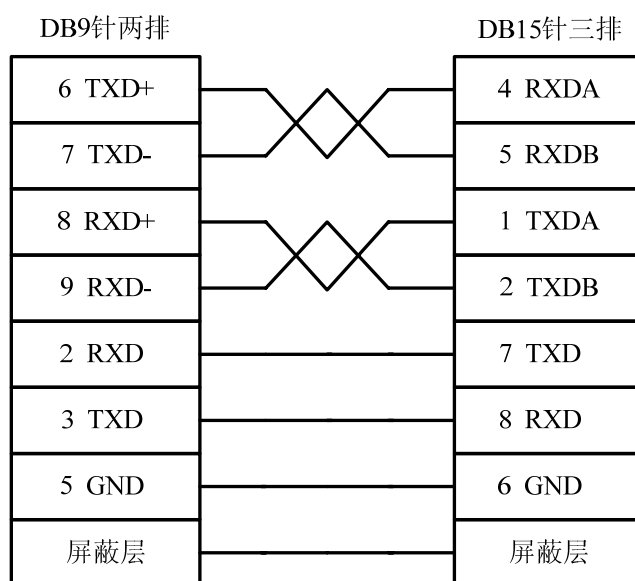 DB9针两排 DB15针三排
6 TXD+ 4 RXDA
7 TXD- 5 RXDB
8 RXD+ 1 TXDA
9 RXD- 2 TXDB
2 RXD 7 TXD
3 TXD 8 RXD
5 GND 6 GND
屏蔽层 屏蔽层